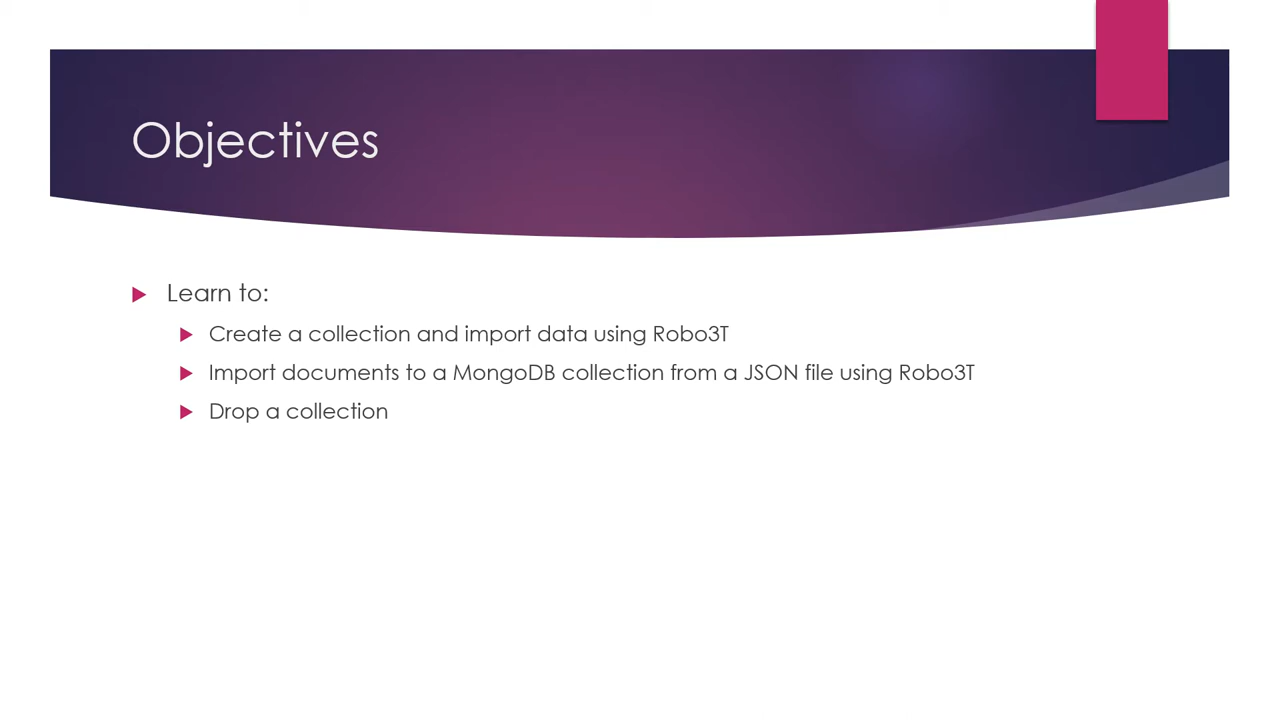 Objectives
Learn to:
Create a collection and import data using Robo3T
Import documents to a MongoDB collection from a JSON file using Robo3T
Drop a collection